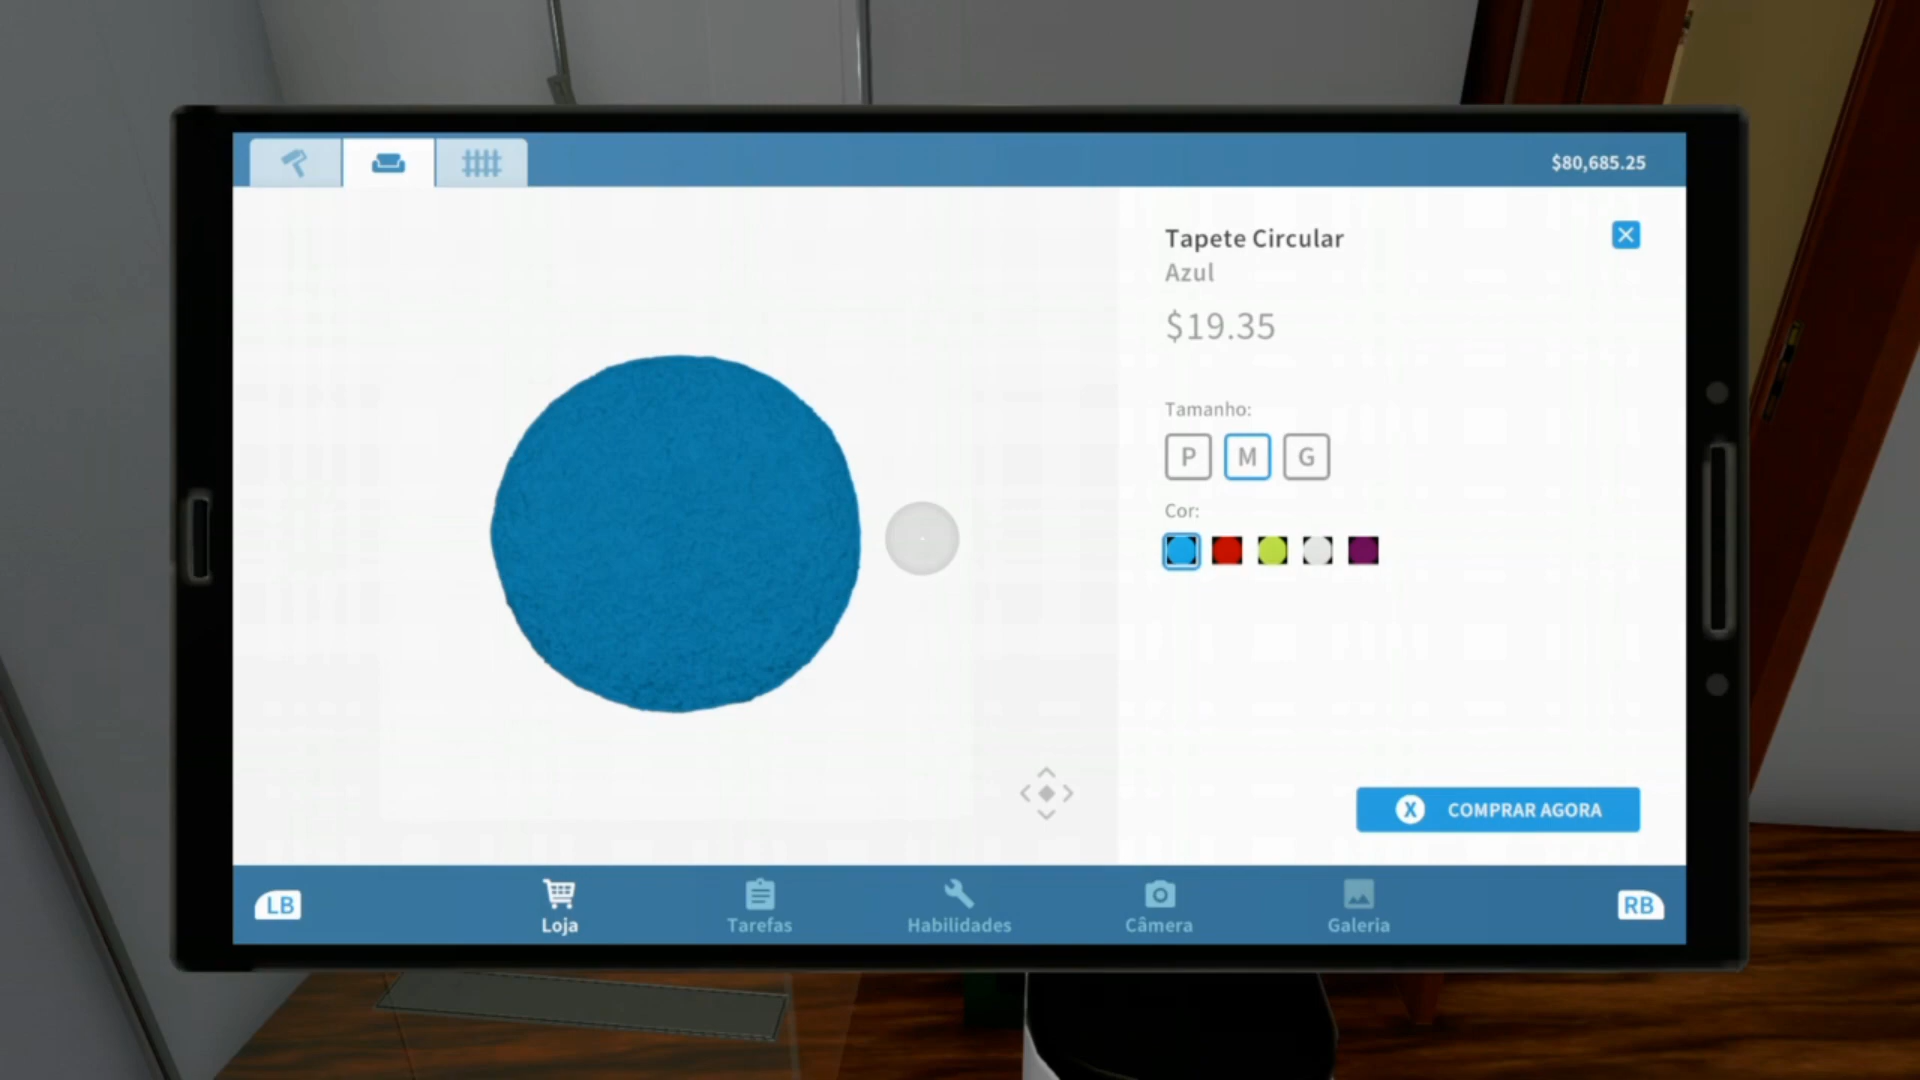 $80,685.25
Tapete Circular
Azul
$19.35
Tamanho:
P M G
Cor:
X COMPRAR AGORA
LB Loja Tarefas Habilidades Câmera Galeria RB